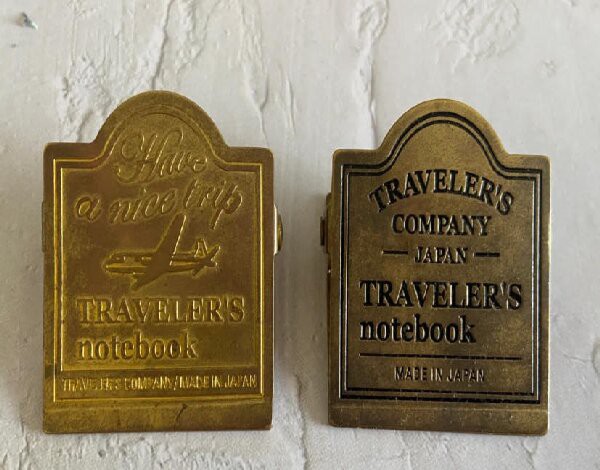 Have
a nice trip
TRAVELER'S
notebook
TRAVELER'S COMPANY/MADE IN JAPAN
TRAVELER'S
COMPANY
JAPAN
TRAVELER'S
notebook
MADE IN JAPAN